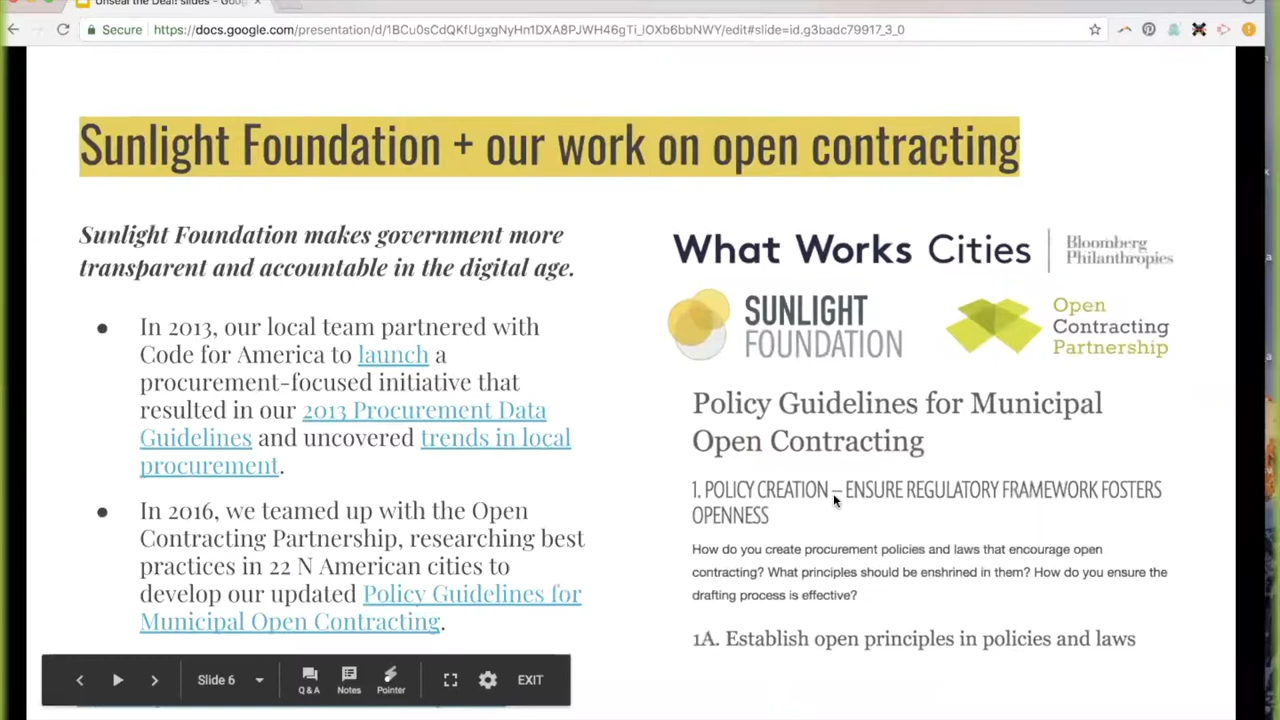 Unseal the Deal! slides - Goog
Secure | https://docs.google.com/presentation/d/1BCu0sCdQKfUgxgNyHn1DXA8PJWH46gTi_IOXb6bbNWY/edit#slide=id.g3badc79917_3_0
Sunlight Foundation + our work on open contracting
Sunlight Foundation makes government more
transparent and accountable in the digital age.
● In 2013, our local team partnered with
Code for America to launch a
procurement-focused initiative that
resulted in our 2013 Procurement Data
Guidelines and uncovered trends in local
procurement.
● In 2016, we teamed up with the Open
Contracting Partnership, researching best
practices in 22 N American cities to
develop our updated Policy Guidelines for
Municipal Open Contracting.
What Works Cities | Bloomberg
Philanthropies
SUNLIGHT
FOUNDATION
Open
Contracting
Partnership
Policy Guidelines for Municipal
Open Contracting
1. POLICY CREATION – ENSURE REGULATORY FRAMEWORK FOSTERS
OPENNESS
How do you create procurement policies and laws that encourage open
contracting? What principles should be enshrined in them? How do you ensure the
drafting process is effective?
1A. Establish open principles in policies and laws
Slide 6
Q & A
Notes
Pointer
EXIT